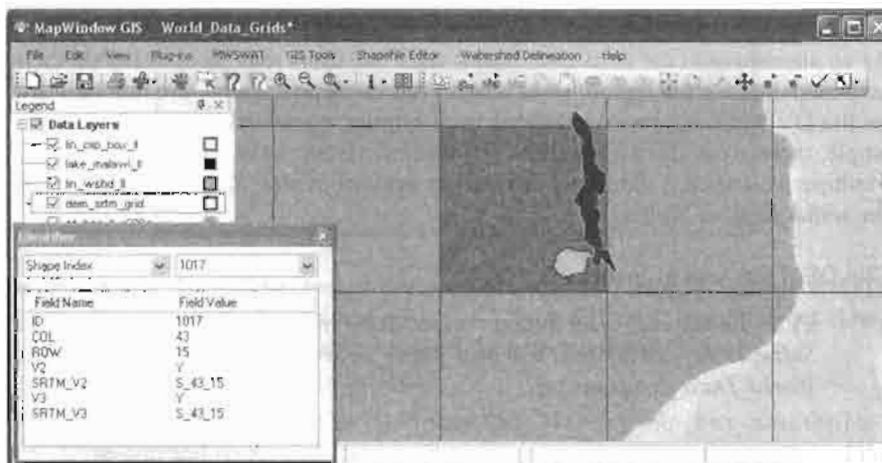 MapWindow GIS World_Data_Grids*
File Edit View Plug-ins MWSWAT GIS Tools Shapefile Editor Watershed Delineation Help
Legend
Data Layers
lake_malawi_ll
lin_wshd_ll
dem_srtm_grid
Shape Index 1017
Field Name Field Value
ID 1017
COL 43
ROW 15
V2 Y
SRTM_V2 S_43_15
V3 Y
SRTM_V3 S_43_15